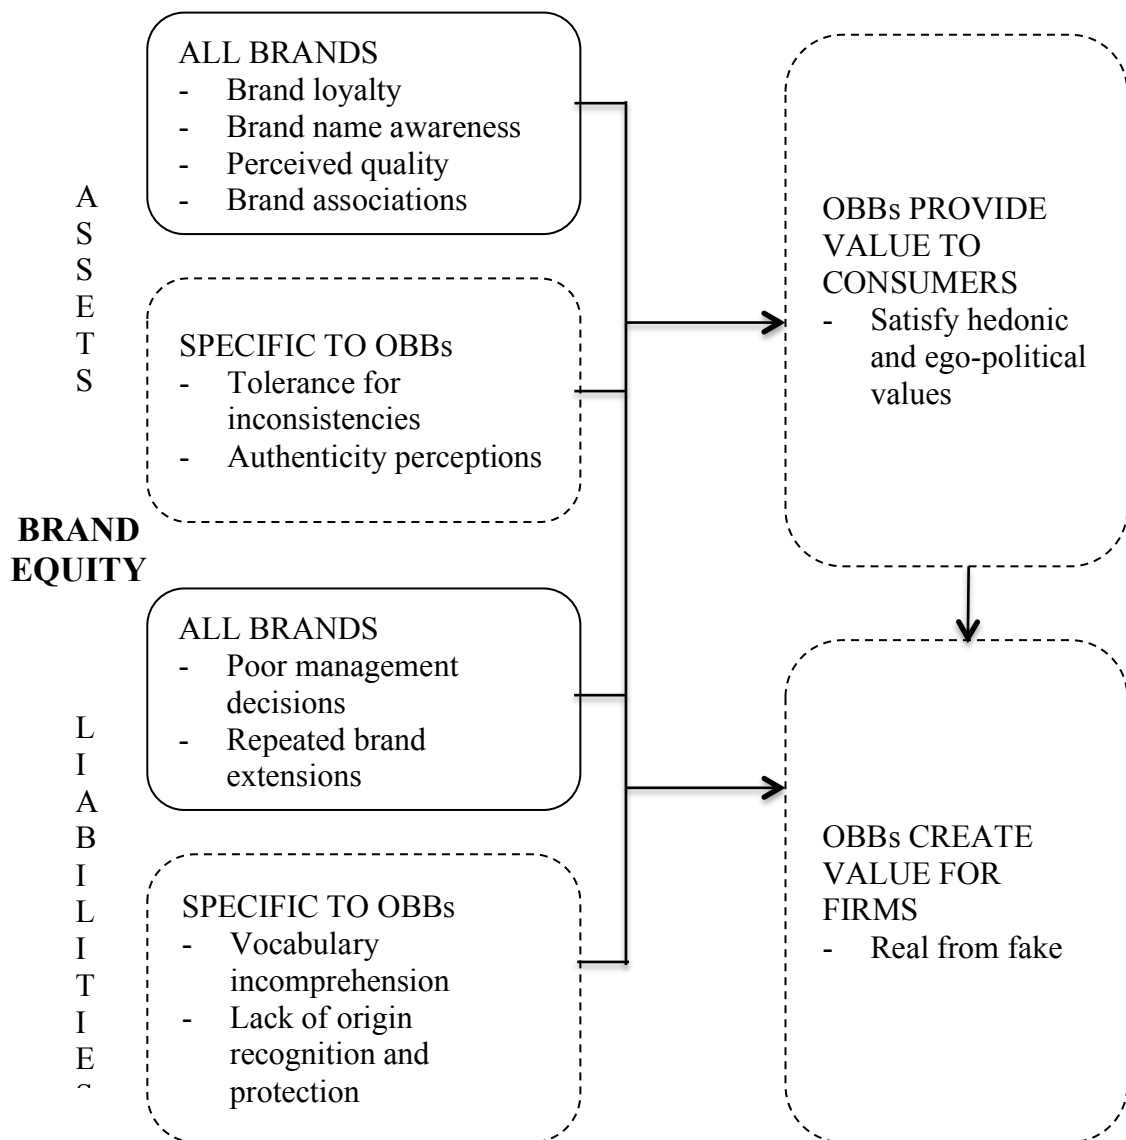 ALL BRANDS
- Brand loyalty
- Brand name awareness
- Perceived quality
- Brand associations
A
S
S
E
T
S
SPECIFIC TO OBBs
- Tolerance for
inconsistencies
- Authenticity perceptions
BRAND
EQUITY
ALL BRANDS
- Poor management
decisions
- Repeated brand
extensions
L
I
A
B
I
L
I
T
I
E
SPECIFIC TO OBBs
- Vocabulary
incomprehension
- Lack of origin
recognition and
protection
OBBs PROVIDE
VALUE TO
CONSUMERS
- Satisfy hedonic
and ego-political
values
OBBs CREATE
VALUE FOR
FIRMS
- Real from fake